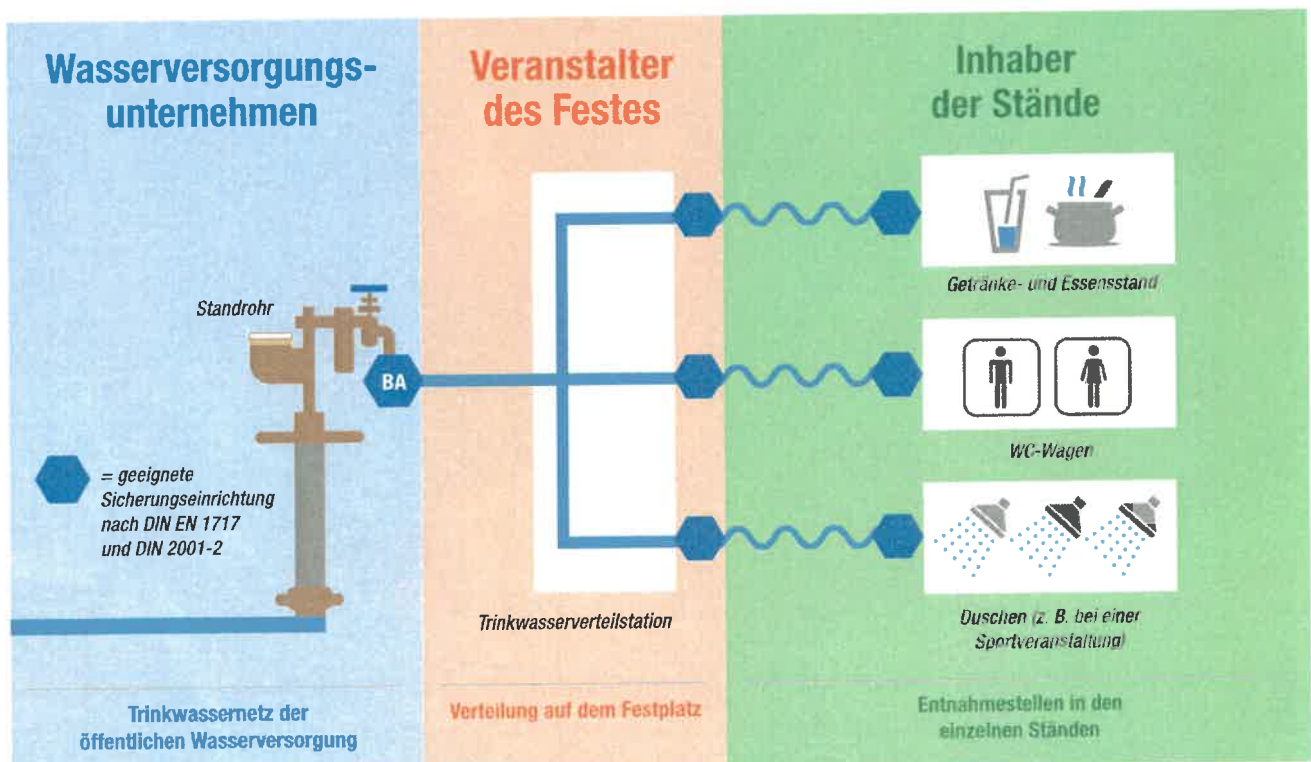 Wasserversorgungs-
unternehmen
Veranstalter
des Festes
Inhaber
der Stände
Standrohr
BA
= geeignete
Sicherungseinrichtung
nach DIN EN 1717
und DIN 2001-2
Trinkwasserverteilstation
Getränke- und Essensstand
WC-Wagen
Duschen (z. B. bei einer
Sportveranstaltung)
Trinkwassernetz der
öffentlichen Wasserversorgung
Verteilung auf dem Festplatz
Entnahmestellen in den
einzelnen Ständen